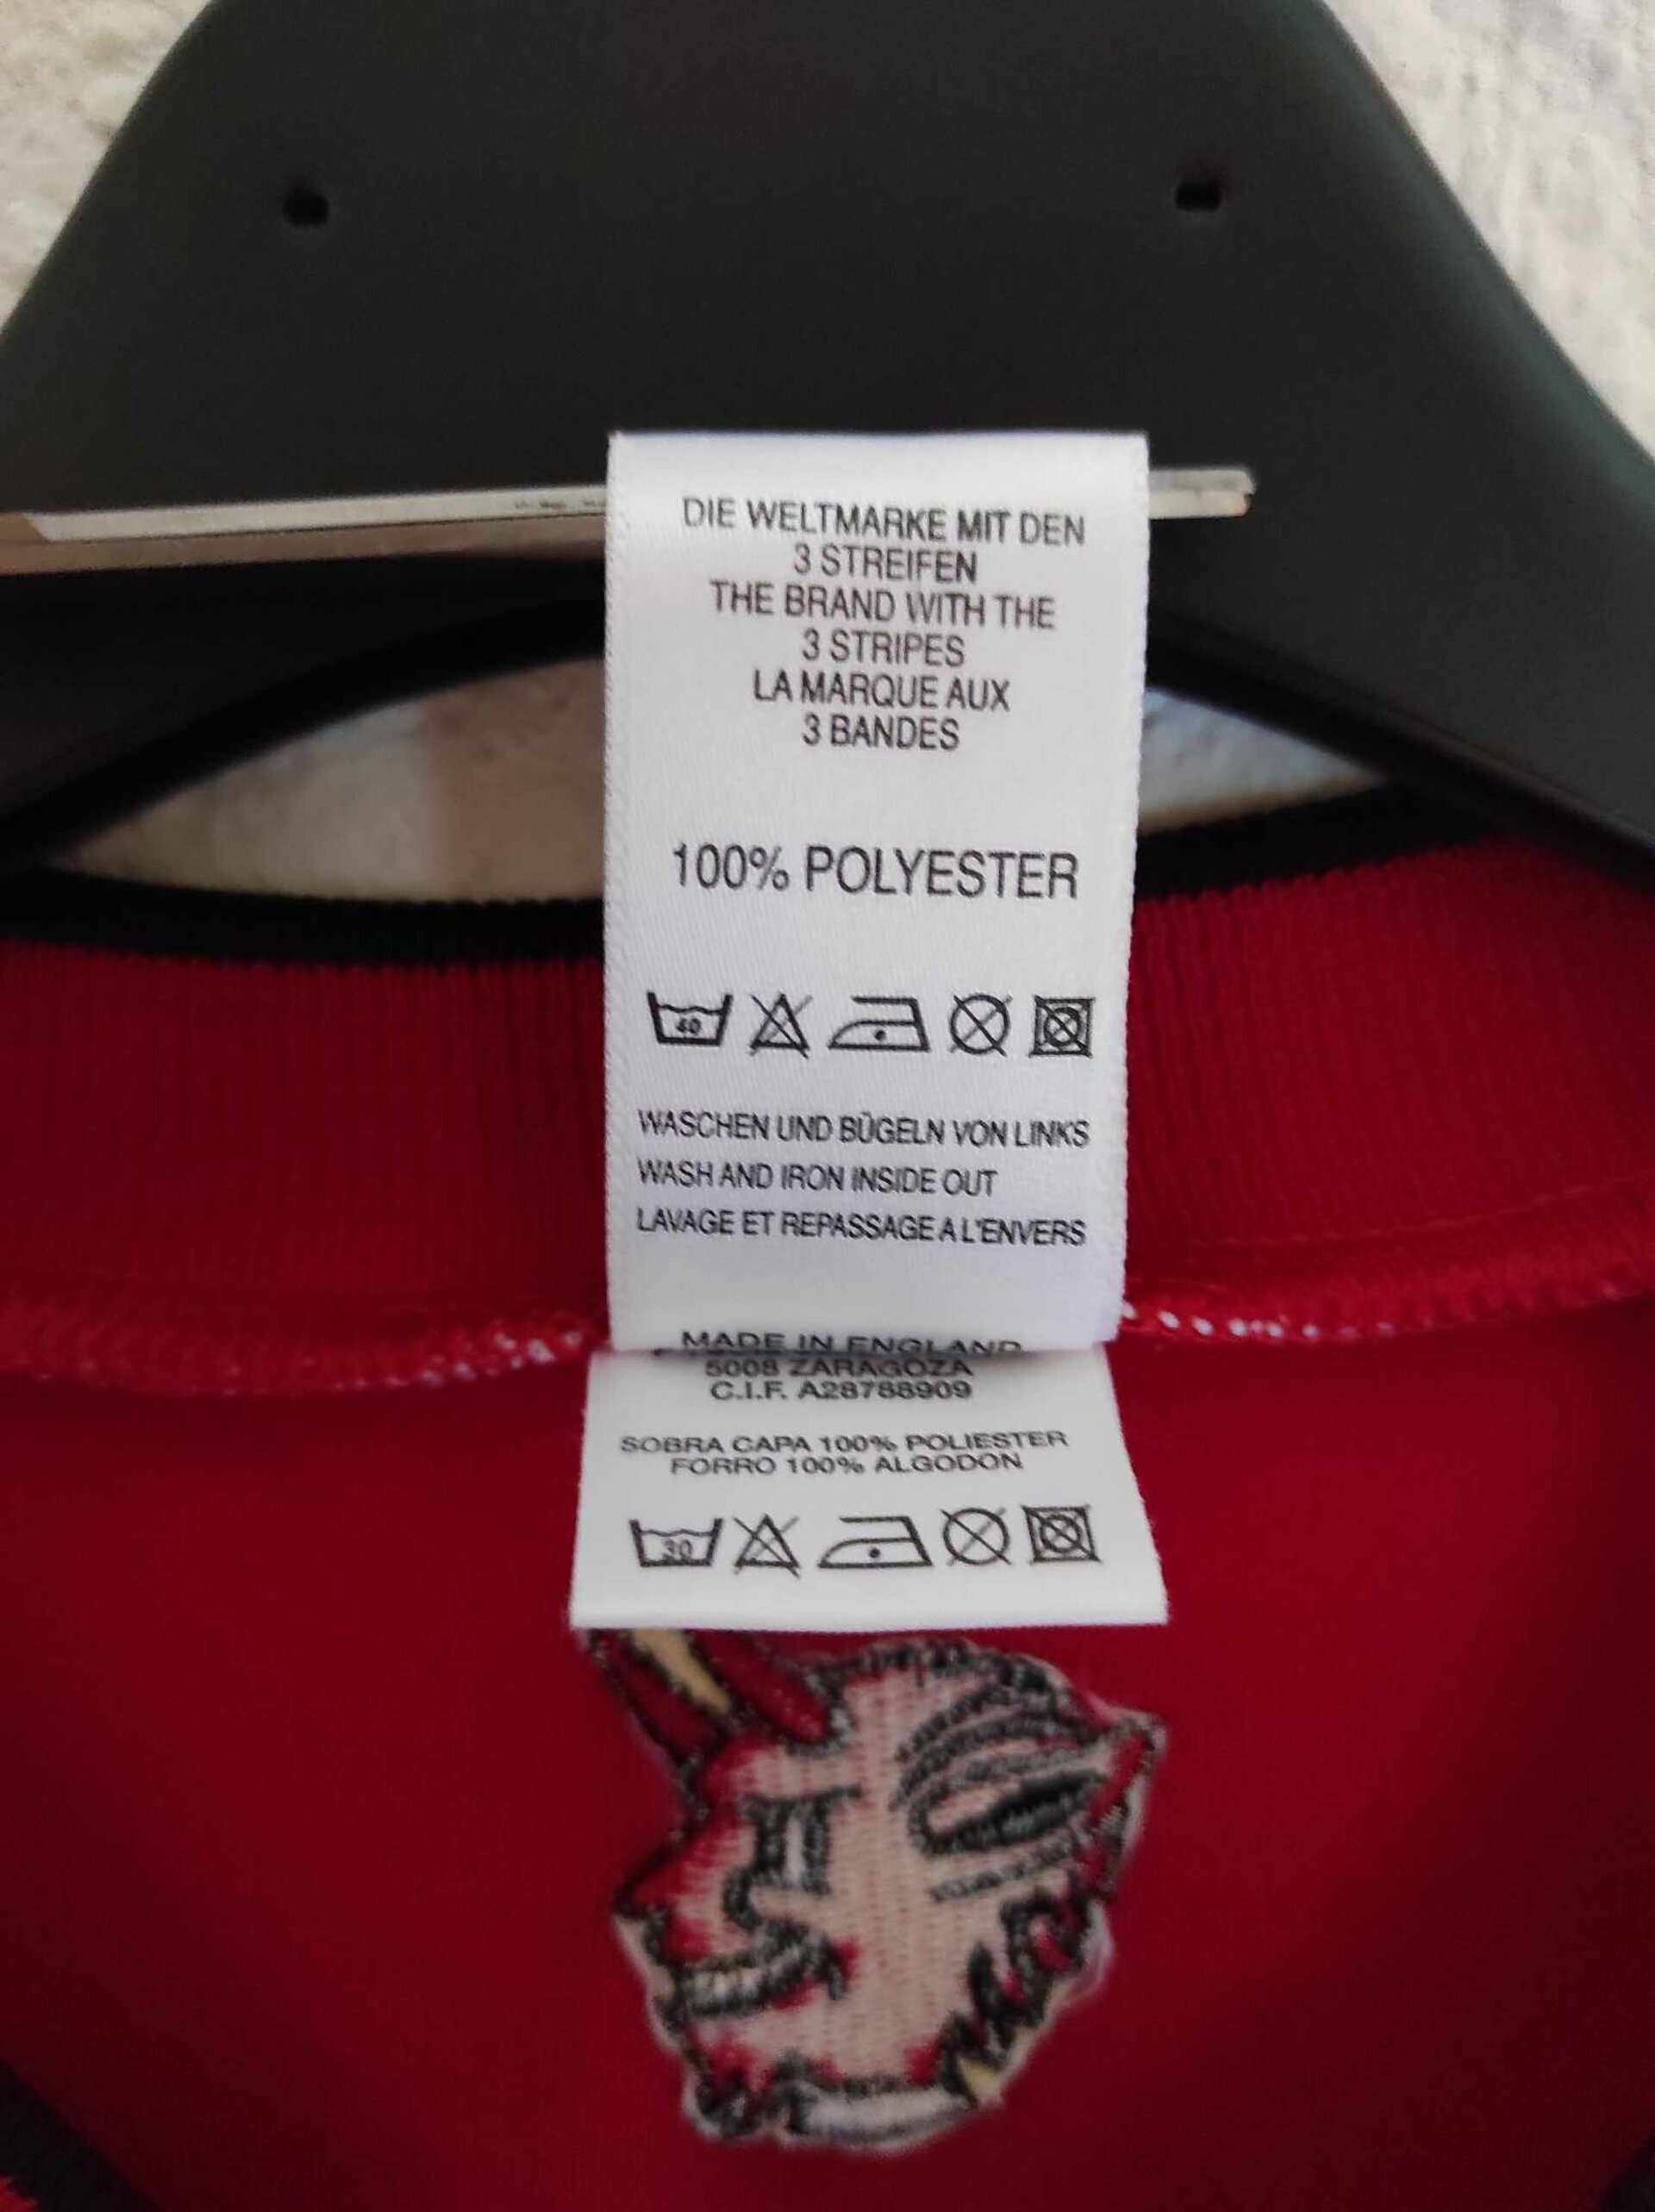 DIE WELTMARKE MIT DEN
3 STREIFEN
THE BRAND WITH THE
3 STRIPES
LA MARQUE AUX
3 BANDES
100% POLYESTER
40
WASCHEN UND BÜGELN VON LINKS
WASH AND IRON INSIDE OUT
LAVAGE ET REPASSAGE A L'ENVERS
MADE IN ENGLAND
5008 ZARAGOZA
C.I.F. A28788909
SOBRA CAPA 100% POLIESTER
FORRO 100% ALGODON
30